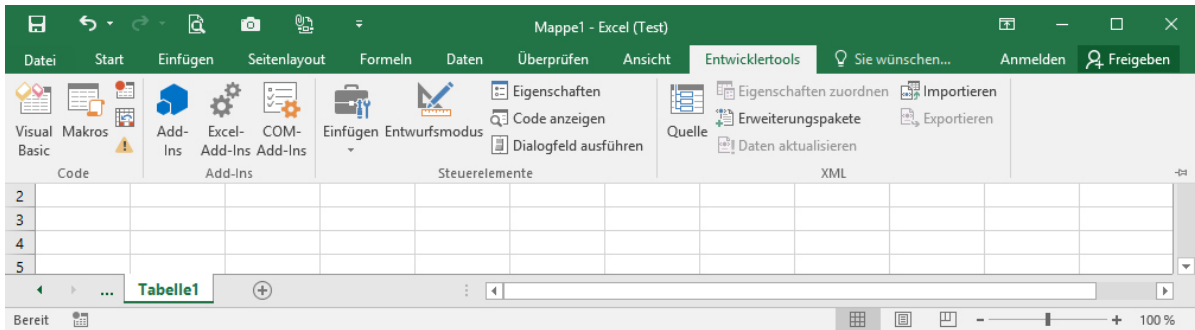 Mappe1 - Excel (Test)
Datei Start Einfügen Seitenlayout Formeln Daten Überprüfen Ansicht Entwicklertools Sie wünschen... Anmelden Freigeben
Visual Basic
Makros
Add-Ins
Excel-Add-Ins
COM-Add-Ins
Einfügen
Entwurfsmodus
Eigenschaften
Code anzeigen
Dialogfeld ausführen
Quelle
Eigenschaften zuordnen
Erweiterungspakete
Daten aktualisieren
Importieren
Exportieren
Code Add-Ins Steuerelemente XML
2
3
4
5
... Tabelle1
Bereit 100 %